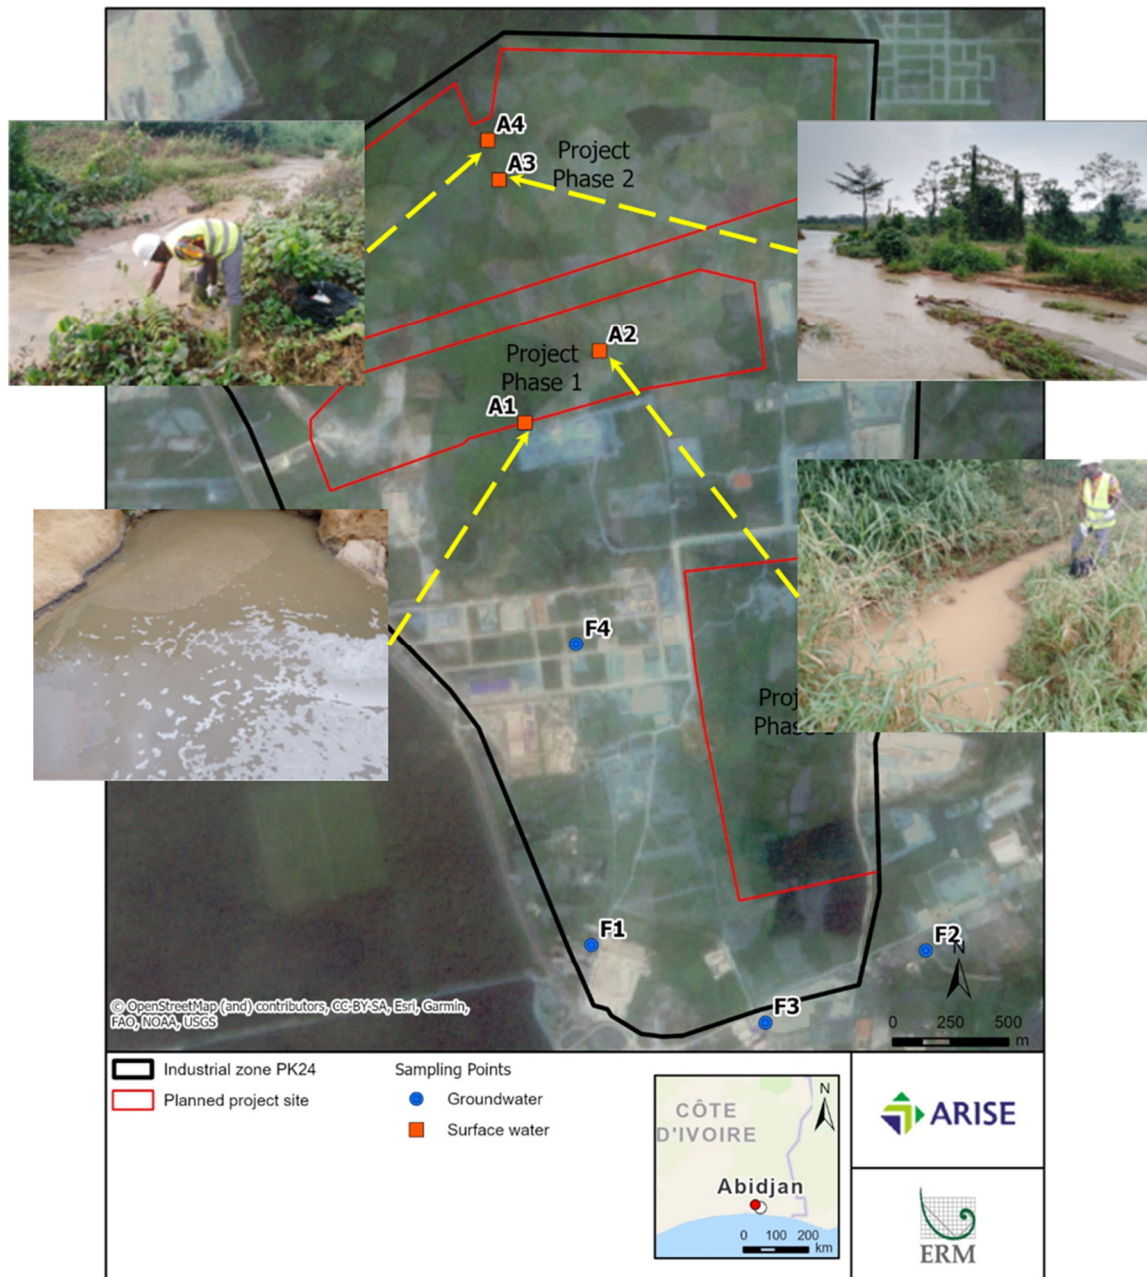 A4
A3
Project
Phase 2
A2
Project
Phase 1
A1
F4
Proj
Phase
F1
F2
N
F3
© OpenStreetMap (and) contributors, CC-BY-SA, Esri, Garmin,
FAO, NOAA, USGS
0 250 500
m
Industrial zone PK24
Planned project site
Sampling Points
Groundwater
Surface water
N
CÔTE
D'IVOIRE
Abidjan
0 100 200
km
ARISE
ERM